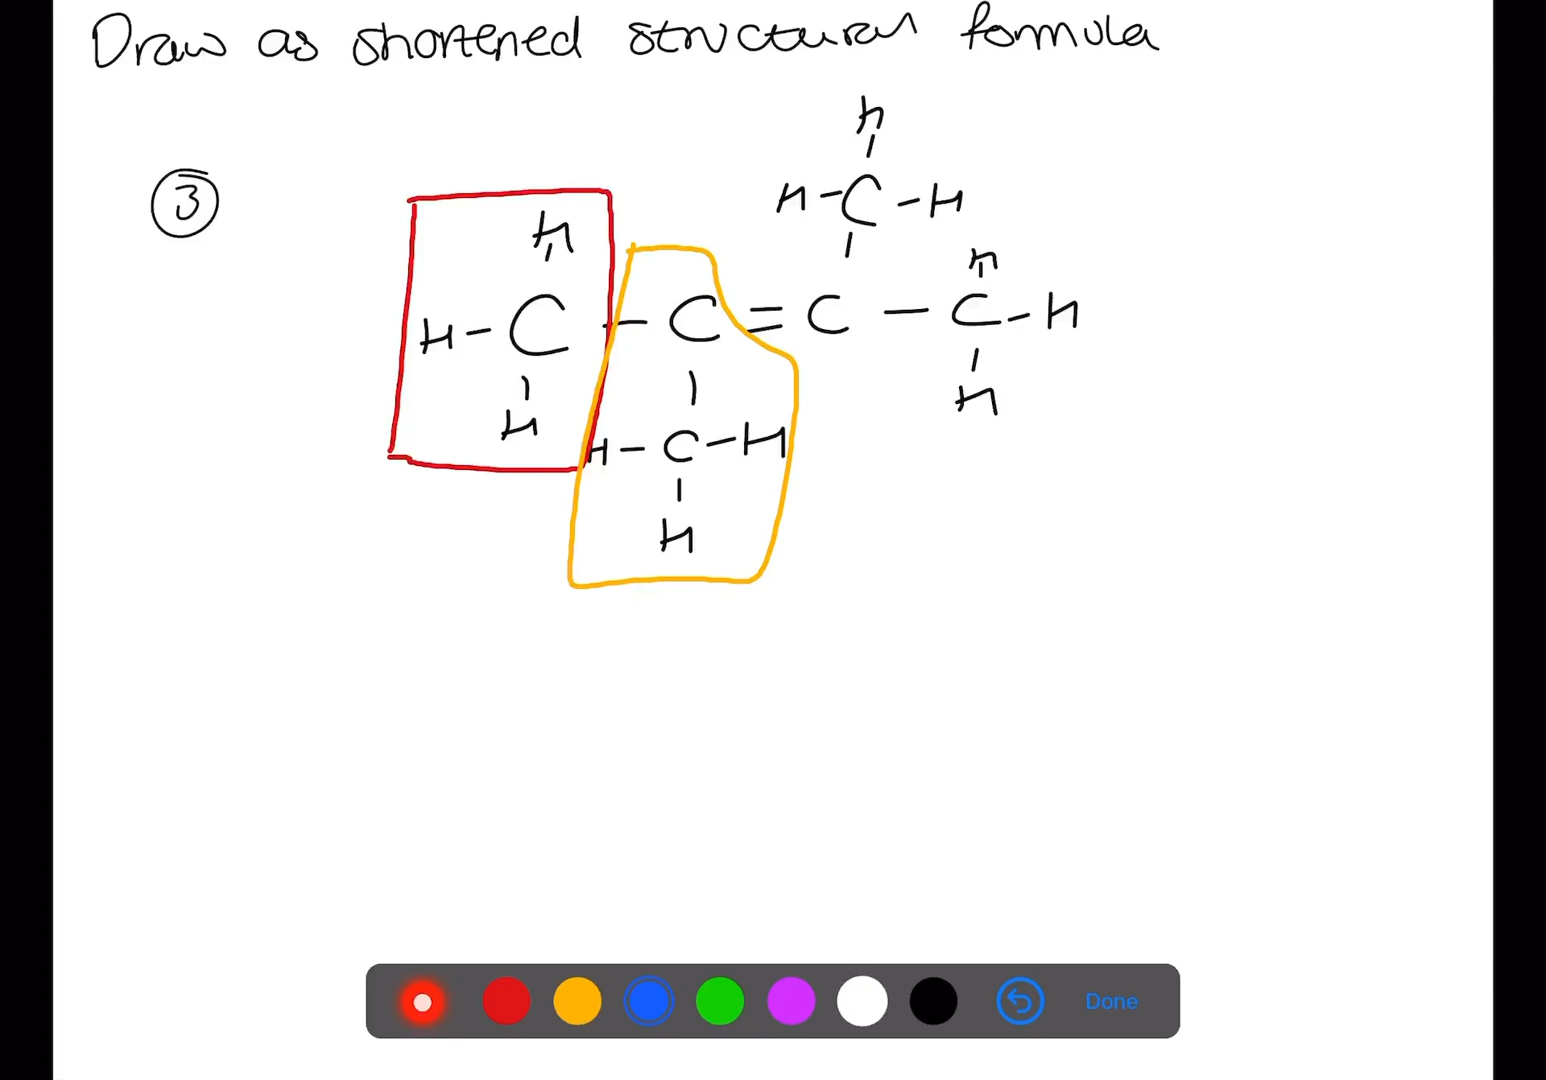 Draw as shortened structural formula
3
H
H-C-H
H H
H-C-C=C-C-H
H H-C-H H
H
Done